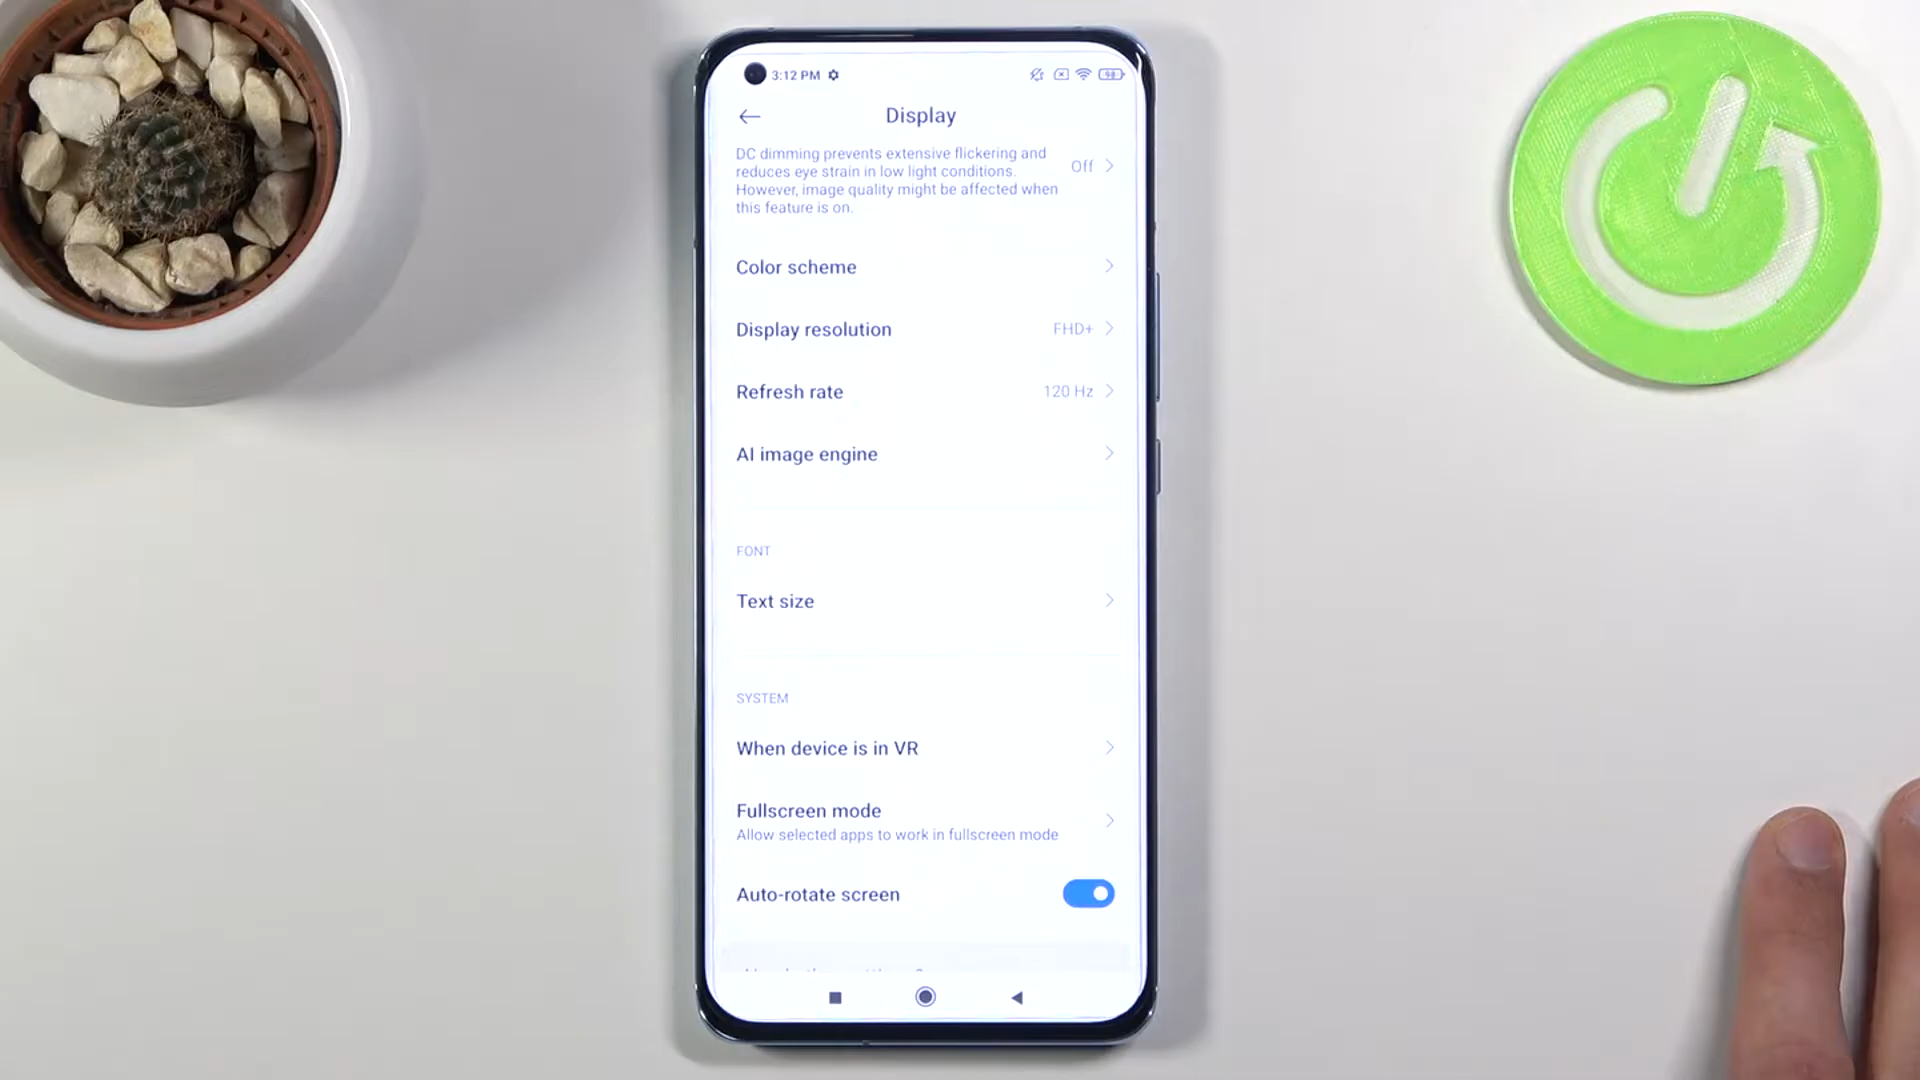 3:12 PM
98
Display
DC dimming prevents extensive flickering and
reduces eye strain in low light conditions.
However, image quality might be affected when
this feature is on.
Off
Color scheme
Display resolution FHD+
Refresh rate 120 Hz
AI image engine
FONT
Text size
SYSTEM
When device is in VR
Fullscreen mode
Allow selected apps to work in fullscreen mode
Auto-rotate screen